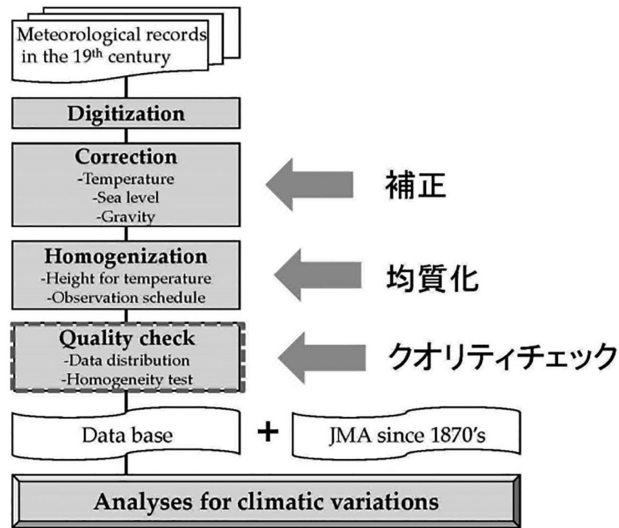 Meteorological records
in the 19th century
Digitization
Correction
-Temperature
-Sea level
-Gravity
補正
Homogenization
-Height for temperature
-Observation schedule
均質化
Quality check
-Data distribution
-Homogeneity test
クオリティチェック
Data base
+
JMA since 1870's
Analyses for climatic variations